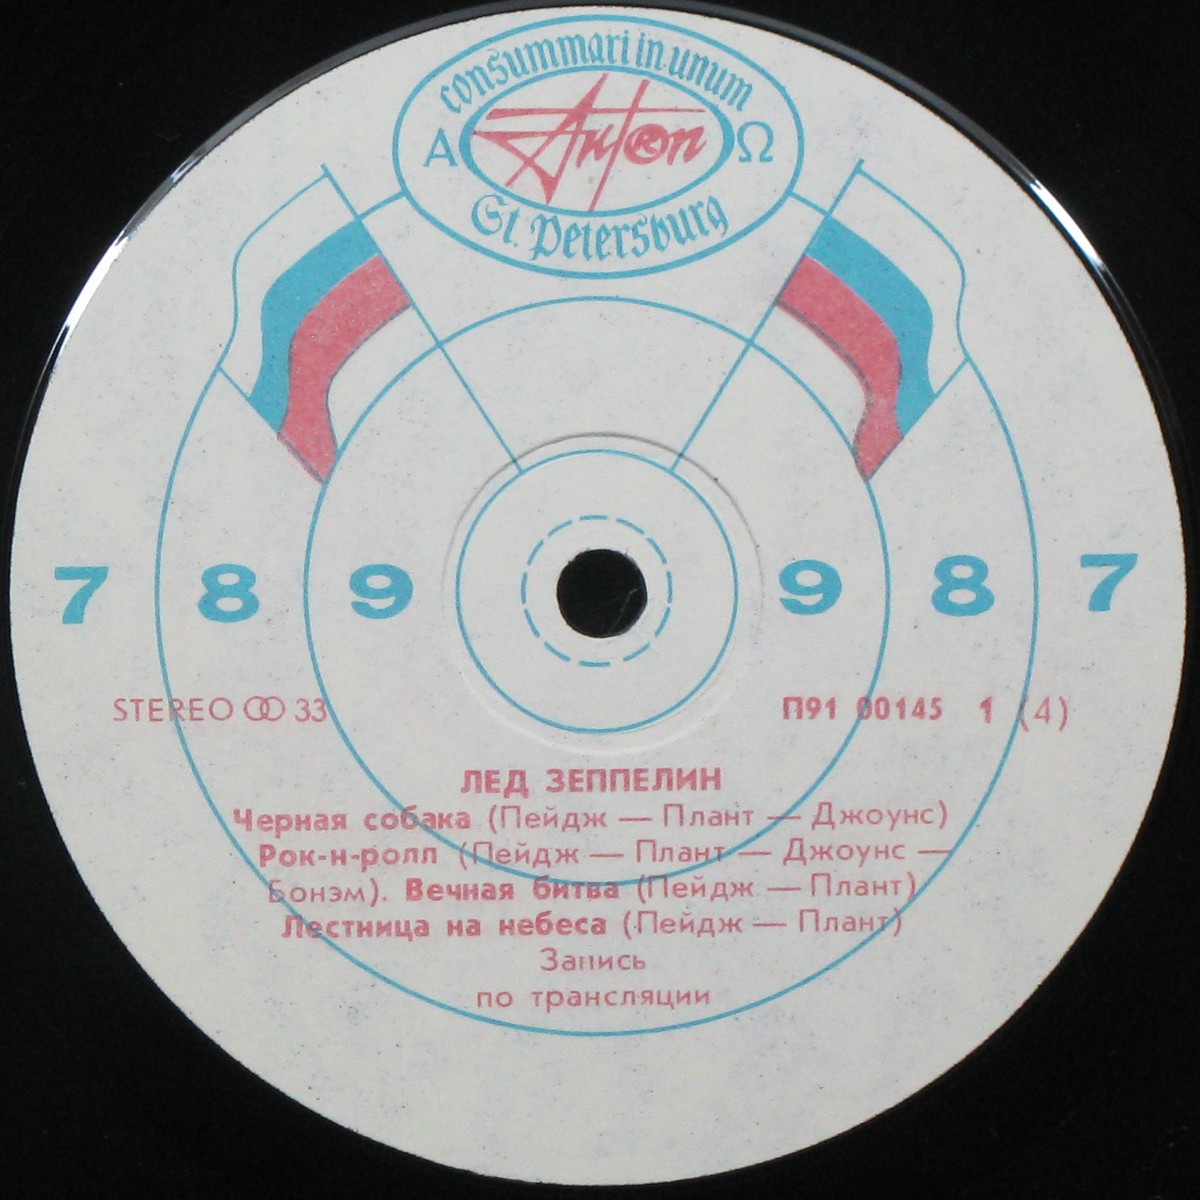 consummari in unum
Α Ω
АнТоп
St. Petersburg
7 8 9 9 8 7
STEREO 33
П91 00145 1 (4)
ЛЕД ЗЕППЕЛИН
Черная собака (Пейдж — Плант — Джоунс)
Рок-н-ролл (Пейдж — Плант — Джоунс —
Бонэм). Вечная битва (Пейдж — Плант)
Лестница на небеса (Пейдж — Плант)
Запись
по трансляции